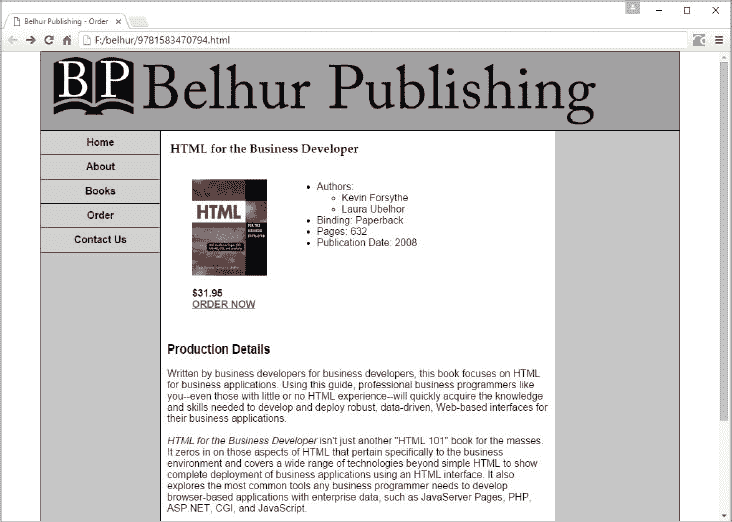 Belhur Publishing - Order
F:/belhur/9781583470794.html
BP Belhur Publishing
Home
About
Books
Order
Contact Us
HTML for the Business Developer
HTML
Authors:
Kevin Forsythe
Laura Ubelhor
Binding: Paperback
Pages: 632
Publication Date: 2008
$31.95
ORDER NOW
Production Details
Written by business developers for business developers, this book focuses on HTML
for business applications. Using this guide, professional business programmers like
you--even those with little or no HTML experience--will quickly acquire the knowledge
and skills needed to develop and deploy robust, data-driven, Web-based interfaces for
their business applications.
HTML for the Business Developer isn't just another "HTML 101" book for the masses.
It zeros in on those aspects of HTML that pertain specifically to the business
environment and covers a wide range of technologies beyond simple HTML to show
complete deployment of business applications using an HTML interface. It also
explores the most common tools any business programmer needs to develop
browser-based applications with enterprise data, such as JavaServer Pages, PHP,
ASP.NET, CGI, and JavaScript.